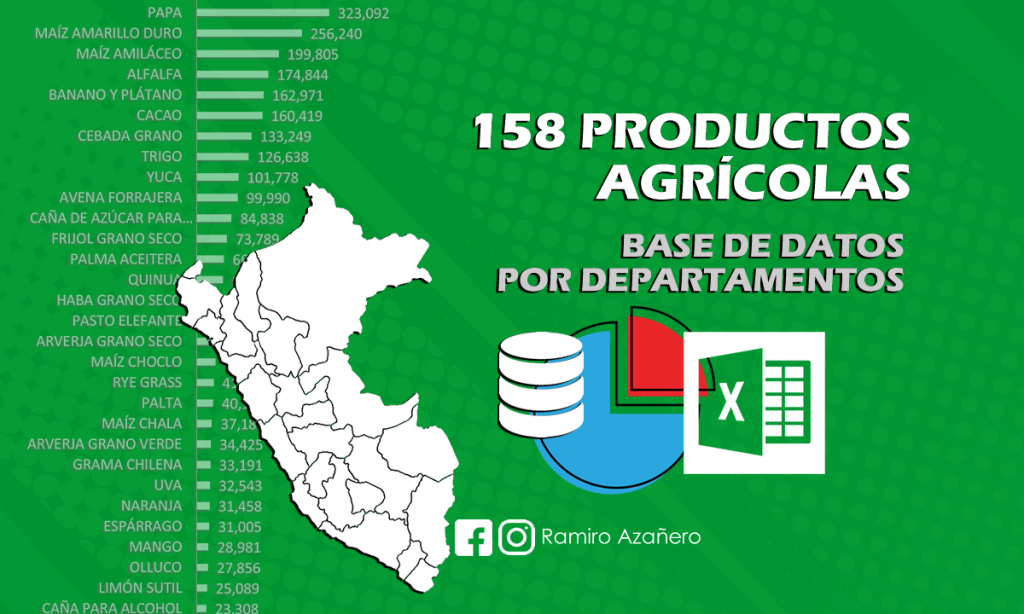 PAPA 323,092
MAÍZ AMARILLO DURO 256,240
MAÍZ AMILÁCEO 199,805
ALFALFA 174,844
BANANO Y PLÁTANO 162,971
CACAO 160,419
CEBADA GRANO 133,249
TRIGO 126,638
YUCA 101,778
AVENA FORRAJERA 99,990
CAÑA DE AZÚCAR PARA... 84,838
FRIJOL GRANO SECO 73,789
PALMA ACEITERA
QUINUA
HABA GRANO SECO
PASTO ELEFANTE
ARVERJA GRANO SECO
MAÍZ CHOCLO
RYE GRASS
PALTA
MAÍZ CHALA
ARVERJA GRANO VERDE 34,425
GRAMA CHILENA 33,191
UVA 32,543
NARANJA 31,458
ESPÁRRAGO 31,005
MANGO 28,981
OLLUCO 27,856
LIMÓN SUTIL 25,089
CAÑA PARA ALCOHOL 23,308
158 PRODUCTOS
AGRÍCOLAS
BASE DE DATOS
POR DEPARTAMENTOS
X
Ramiro Azañero